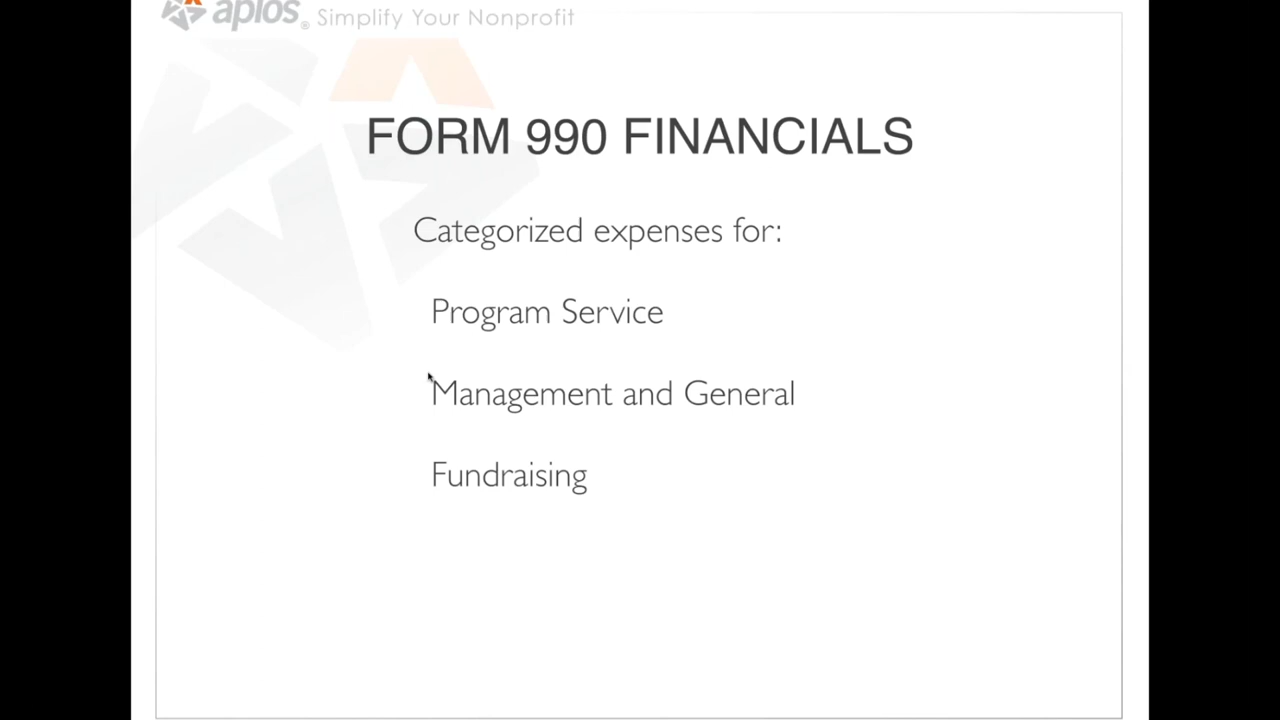 aplos® Simplify Your Nonprofit
FORM 990 FINANCIALS
Categorized expenses for:
Program Service
Management and General
Fundraising